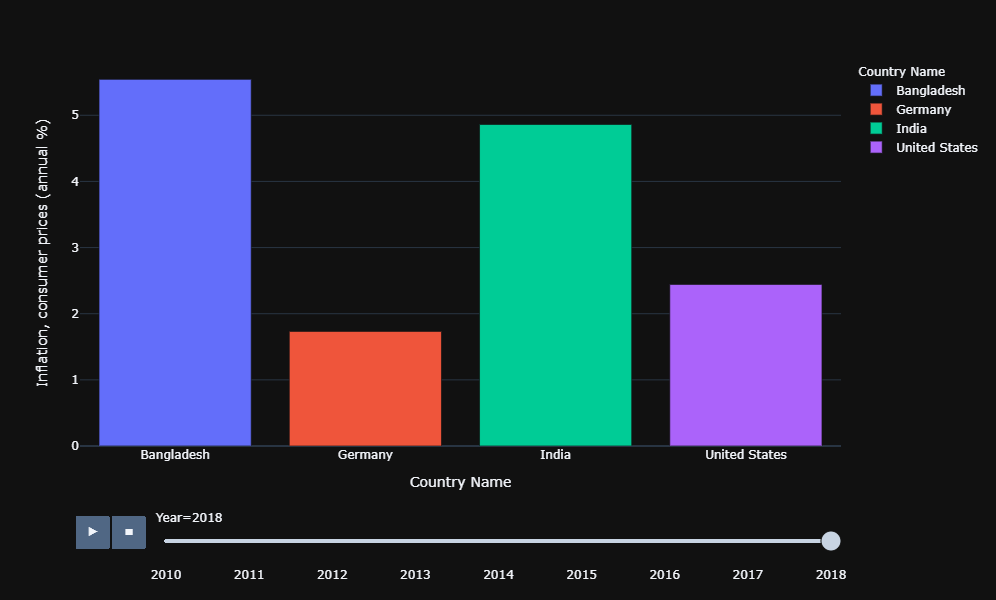 Country Name
Bangladesh
Germany
India
United States
Inflation, consumer prices (annual %)
5
4
3
2
1
0
Bangladesh Germany India United States
Country Name
Year=2018
2010 2011 2012 2013 2014 2015 2016 2017 2018